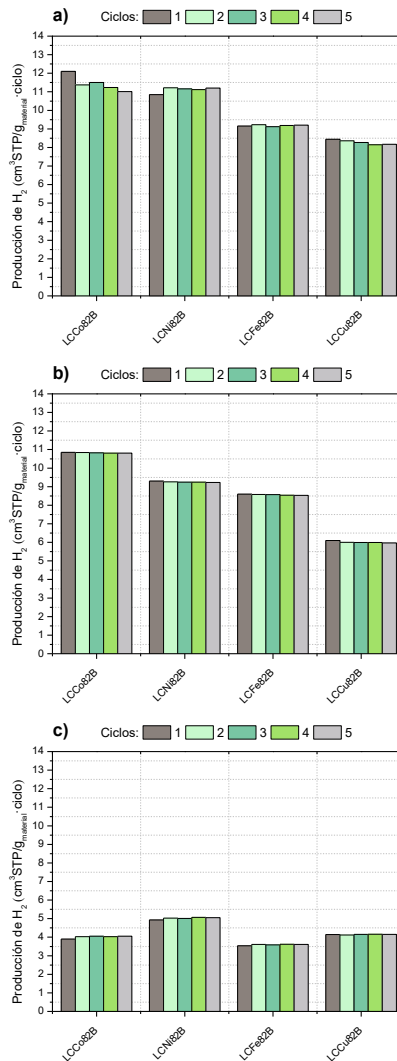 a)
Ciclos: 1 2 3 4 5
Producción de H2 (cm3STP/gmaterial·ciclo)
14
13
12
11
10
9
8
7
6
5
4
3
2
1
0
LCCo82B
LCNi82B
LCFe82B
LCCu82B
b)
Ciclos: 1 2 3 4 5
Producción de H2 (cm3STP/gmaterial·ciclo)
14
13
12
11
10
9
8
7
6
5
4
3
2
1
0
LCCo82B
LCNi82B
LCFe82B
LCCu82B
c)
Ciclos: 1 2 3 4 5
Producción de H2 (cm3STP/gmaterial·ciclo)
14
13
12
11
10
9
8
7
6
5
4
3
2
1
0
LCCo82B
LCNi82B
LCFe82B
LCCu82B